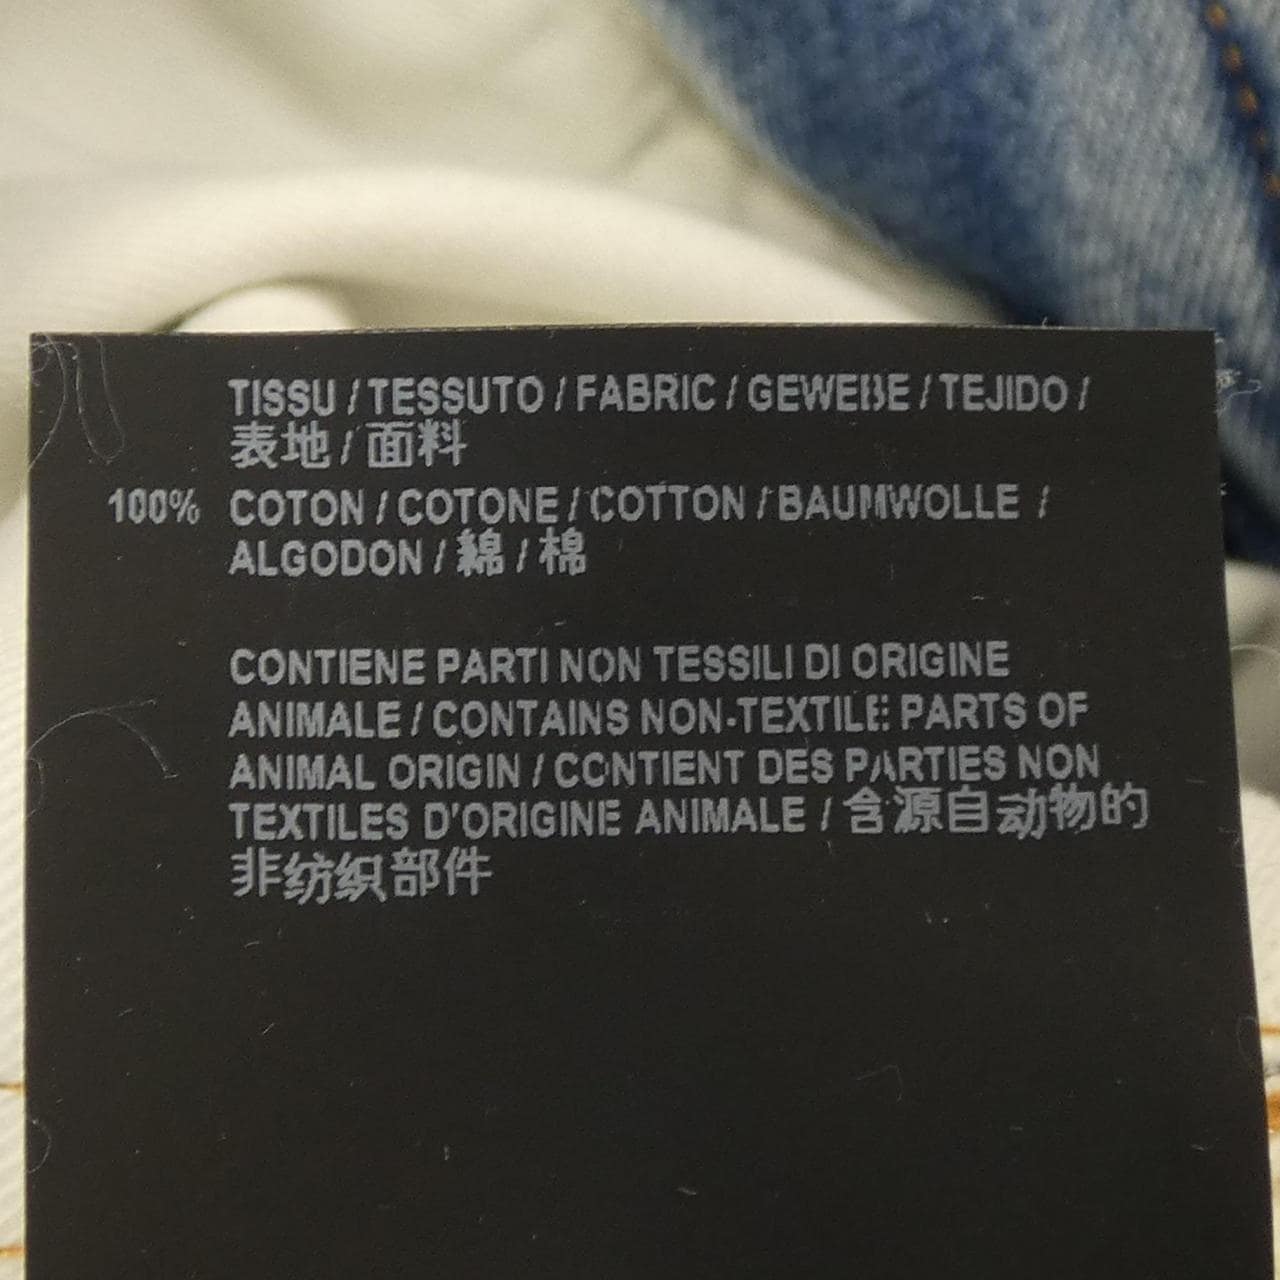 TISSU / TESSUTO / FABRIC / GEWEBE / TEJIDO /
表地 / 面料
100% COTON / COTONE / COTTON / BAUMWOLLE /
ALGODON / 綿 / 棉
CONTIENE PARTI NON TESSILI DI ORIGINE
ANIMALE / CONTAINS NON-TEXTILE PARTS OF
ANIMAL ORIGIN / CONTIENT DES PARTIES NON
TEXTILES D'ORIGINE ANIMALE / 含源自动物的
非纺织部件